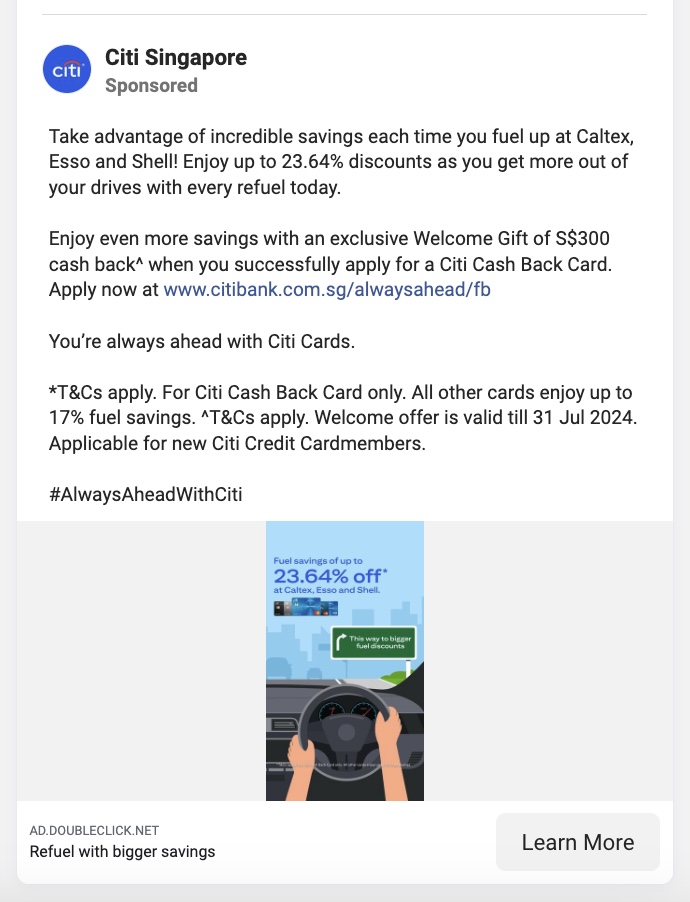 citi
Citi Singapore
Sponsored
Take advantage of incredible savings each time you fuel up at Caltex,
Esso and Shell! Enjoy up to 23.64% discounts as you get more out of
your drives with every refuel today.
Enjoy even more savings with an exclusive Welcome Gift of S$300
cash back^ when you successfully apply for a Citi Cash Back Card.
Apply now at www.citibank.com.sg/alwaysahead/fb
You’re always ahead with Citi Cards.
*T&Cs apply. For Citi Cash Back Card only. All other cards enjoy up to
17% fuel savings. ^T&Cs apply. Welcome offer is valid till 31 Jul 2024.
Applicable for new Citi Credit Cardmembers.
#AlwaysAheadWithCiti
Fuel savings of up to
23.64% off*
at Caltex, Esso and Shell.
This way to bigger
fuel discounts
AD.DOUBLECLICK.NET
Refuel with bigger savings
Learn More